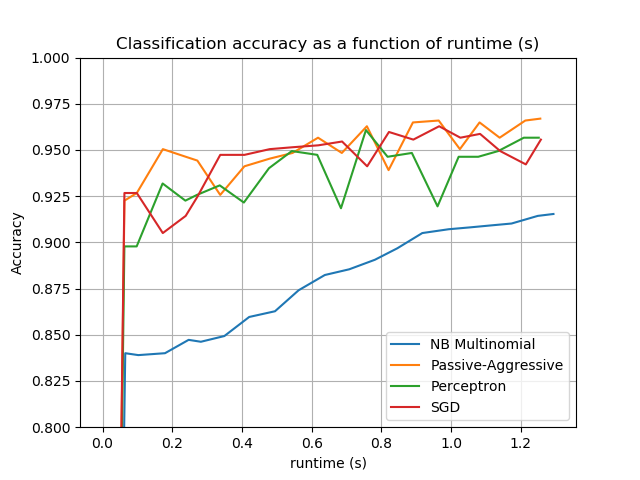 Classification accuracy as a function of runtime (s)
1.000
0.975
0.950
0.925
0.900
0.875
0.850
0.825
0.800
Accuracy
NB Multinomial
Passive-Aggressive
Perceptron
SGD
0.0 0.2 0.4 0.6 0.8 1.0 1.2
runtime (s)